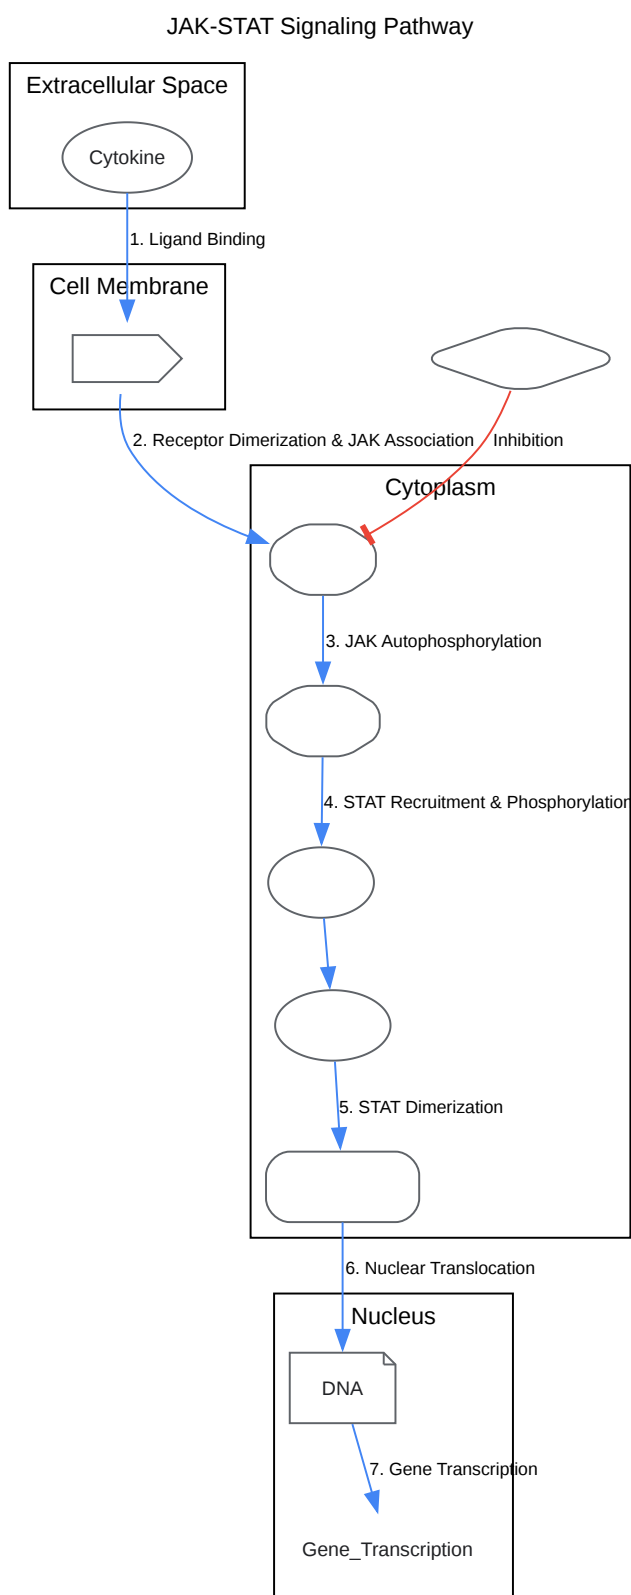 JAK-STAT Signaling Pathway
Extracellular Space
Cytokine
1. Ligand Binding
Cell Membrane
2. Receptor Dimerization & JAK Association
Inhibition
Cytoplasm
3. JAK Autophosphorylation
4. STAT Recruitment & Phosphorylation
5. STAT Dimerization
6. Nuclear Translocation
Nucleus
DNA
7. Gene Transcription
Gene_Transcription